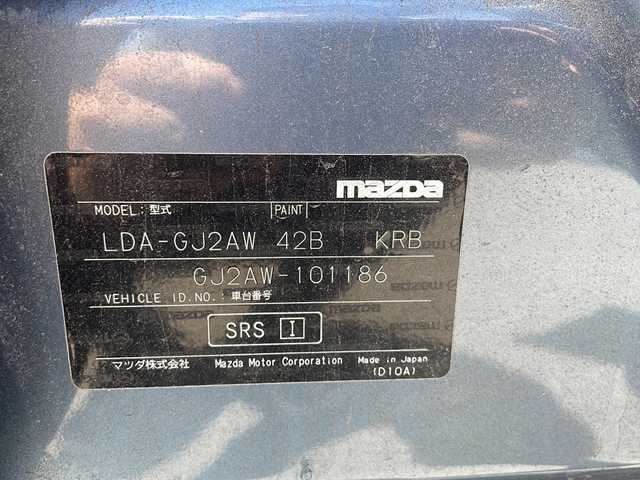 mazda
MODEL: 型式 PAINT
LDA-GJ2AW 42B KRB
GJ2AW-101186
VEHICLE ID.NO.: 車台番号
SRS I
マツダ株式会社 Mazda Motor Corporation Made in Japan
(D10A)